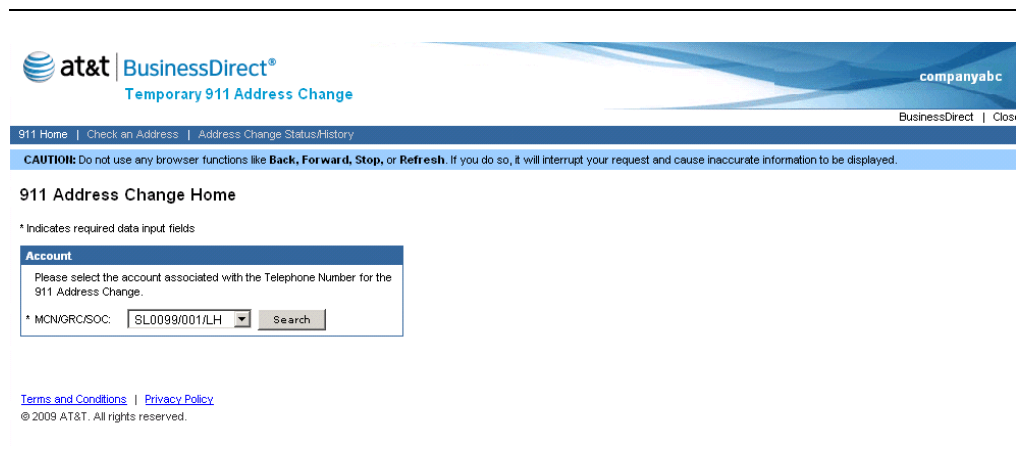 at&t BusinessDirect®
Temporary 911 Address Change
companyabc
BusinessDirect | Close
911 Home | Check an Address | Address Change Status/History
CAUTION: Do not use any browser functions like Back, Forward, Stop, or Refresh. If you do so, it will interrupt your request and cause inaccurate information to be displayed.
911 Address Change Home
* Indicates required data input fields
Account
Please select the account associated with the Telephone Number for the
911 Address Change.
* MCN/GRC/SOC: SL0099/001/LH Search
Terms and Conditions | Privacy Policy
© 2009 AT&T. All rights reserved.